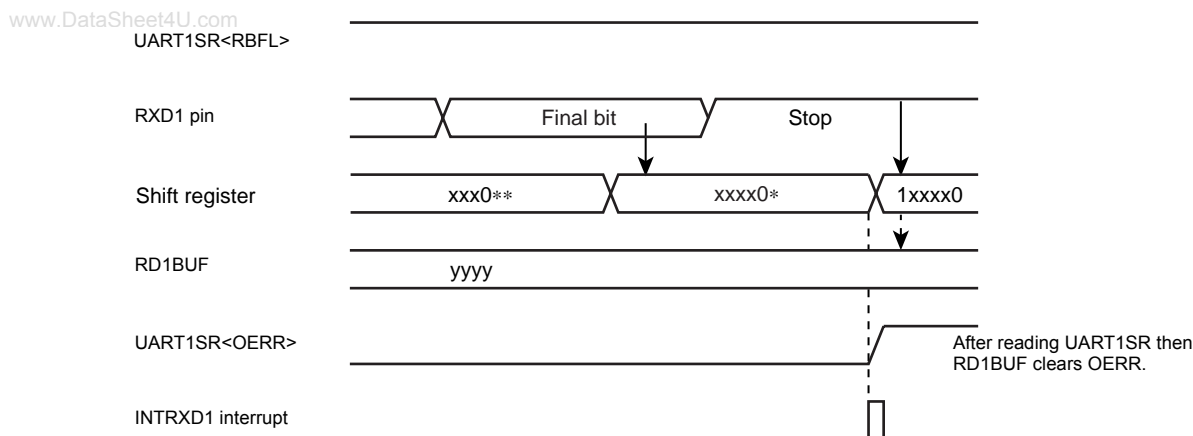 www.DataSheet4U.com
UART1SR<RBFL>
RXD1 pin
Final bit
Stop
Shift register
xxx0**
xxxx0*
1xxxx0
RD1BUF
yyyy
UART1SR<OERR>
After reading UART1SR then
RD1BUF clears OERR.
INTRXD1 interrupt